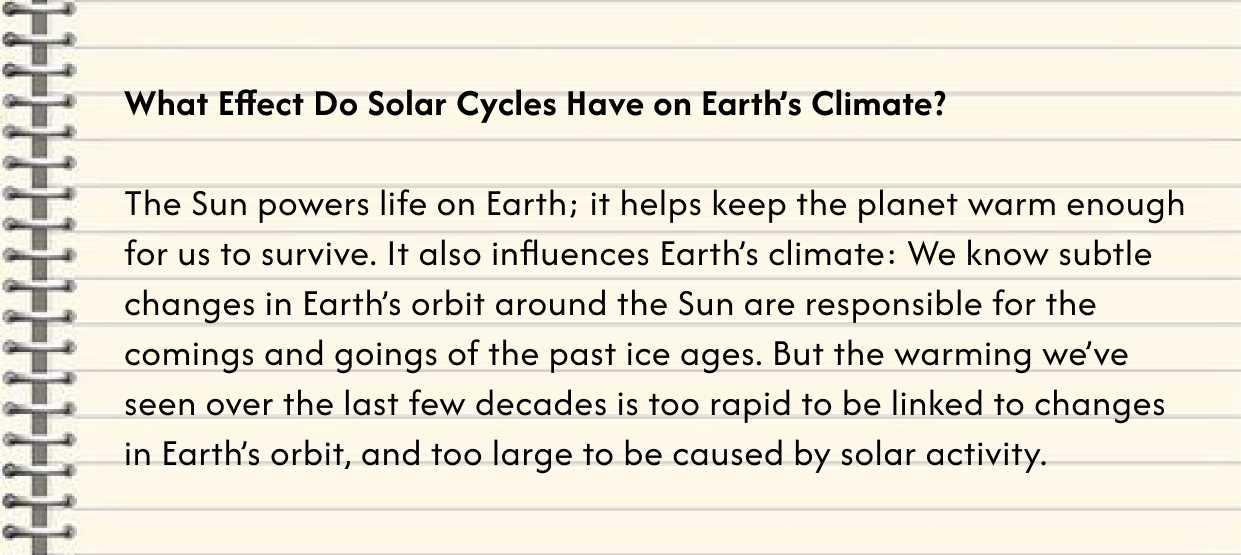 What Effect Do Solar Cycles Have on Earth’s Climate?
The Sun powers life on Earth; it helps keep the planet warm enough
for us to survive. It also influences Earth’s climate: We know subtle
changes in Earth’s orbit around the Sun are responsible for the
comings and goings of the past ice ages. But the warming we’ve
seen over the last few decades is too rapid to be linked to changes
in Earth’s orbit, and too large to be caused by solar activity.